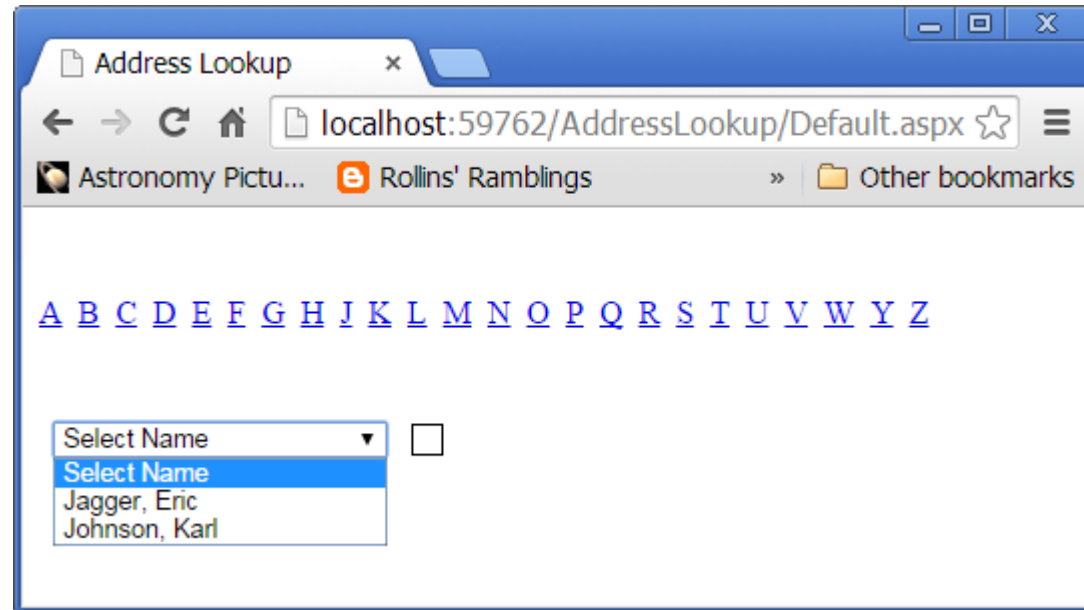 Address Lookup
localhost:59762/AddressLookup/Default.aspx
Astronomy Pictu... Rollins' Ramblings » Other bookmarks
A B C D E F G H J K L M N O P Q R S T U V W Y Z
Select Name
Select Name
Jagger, Eric
Johnson, Karl